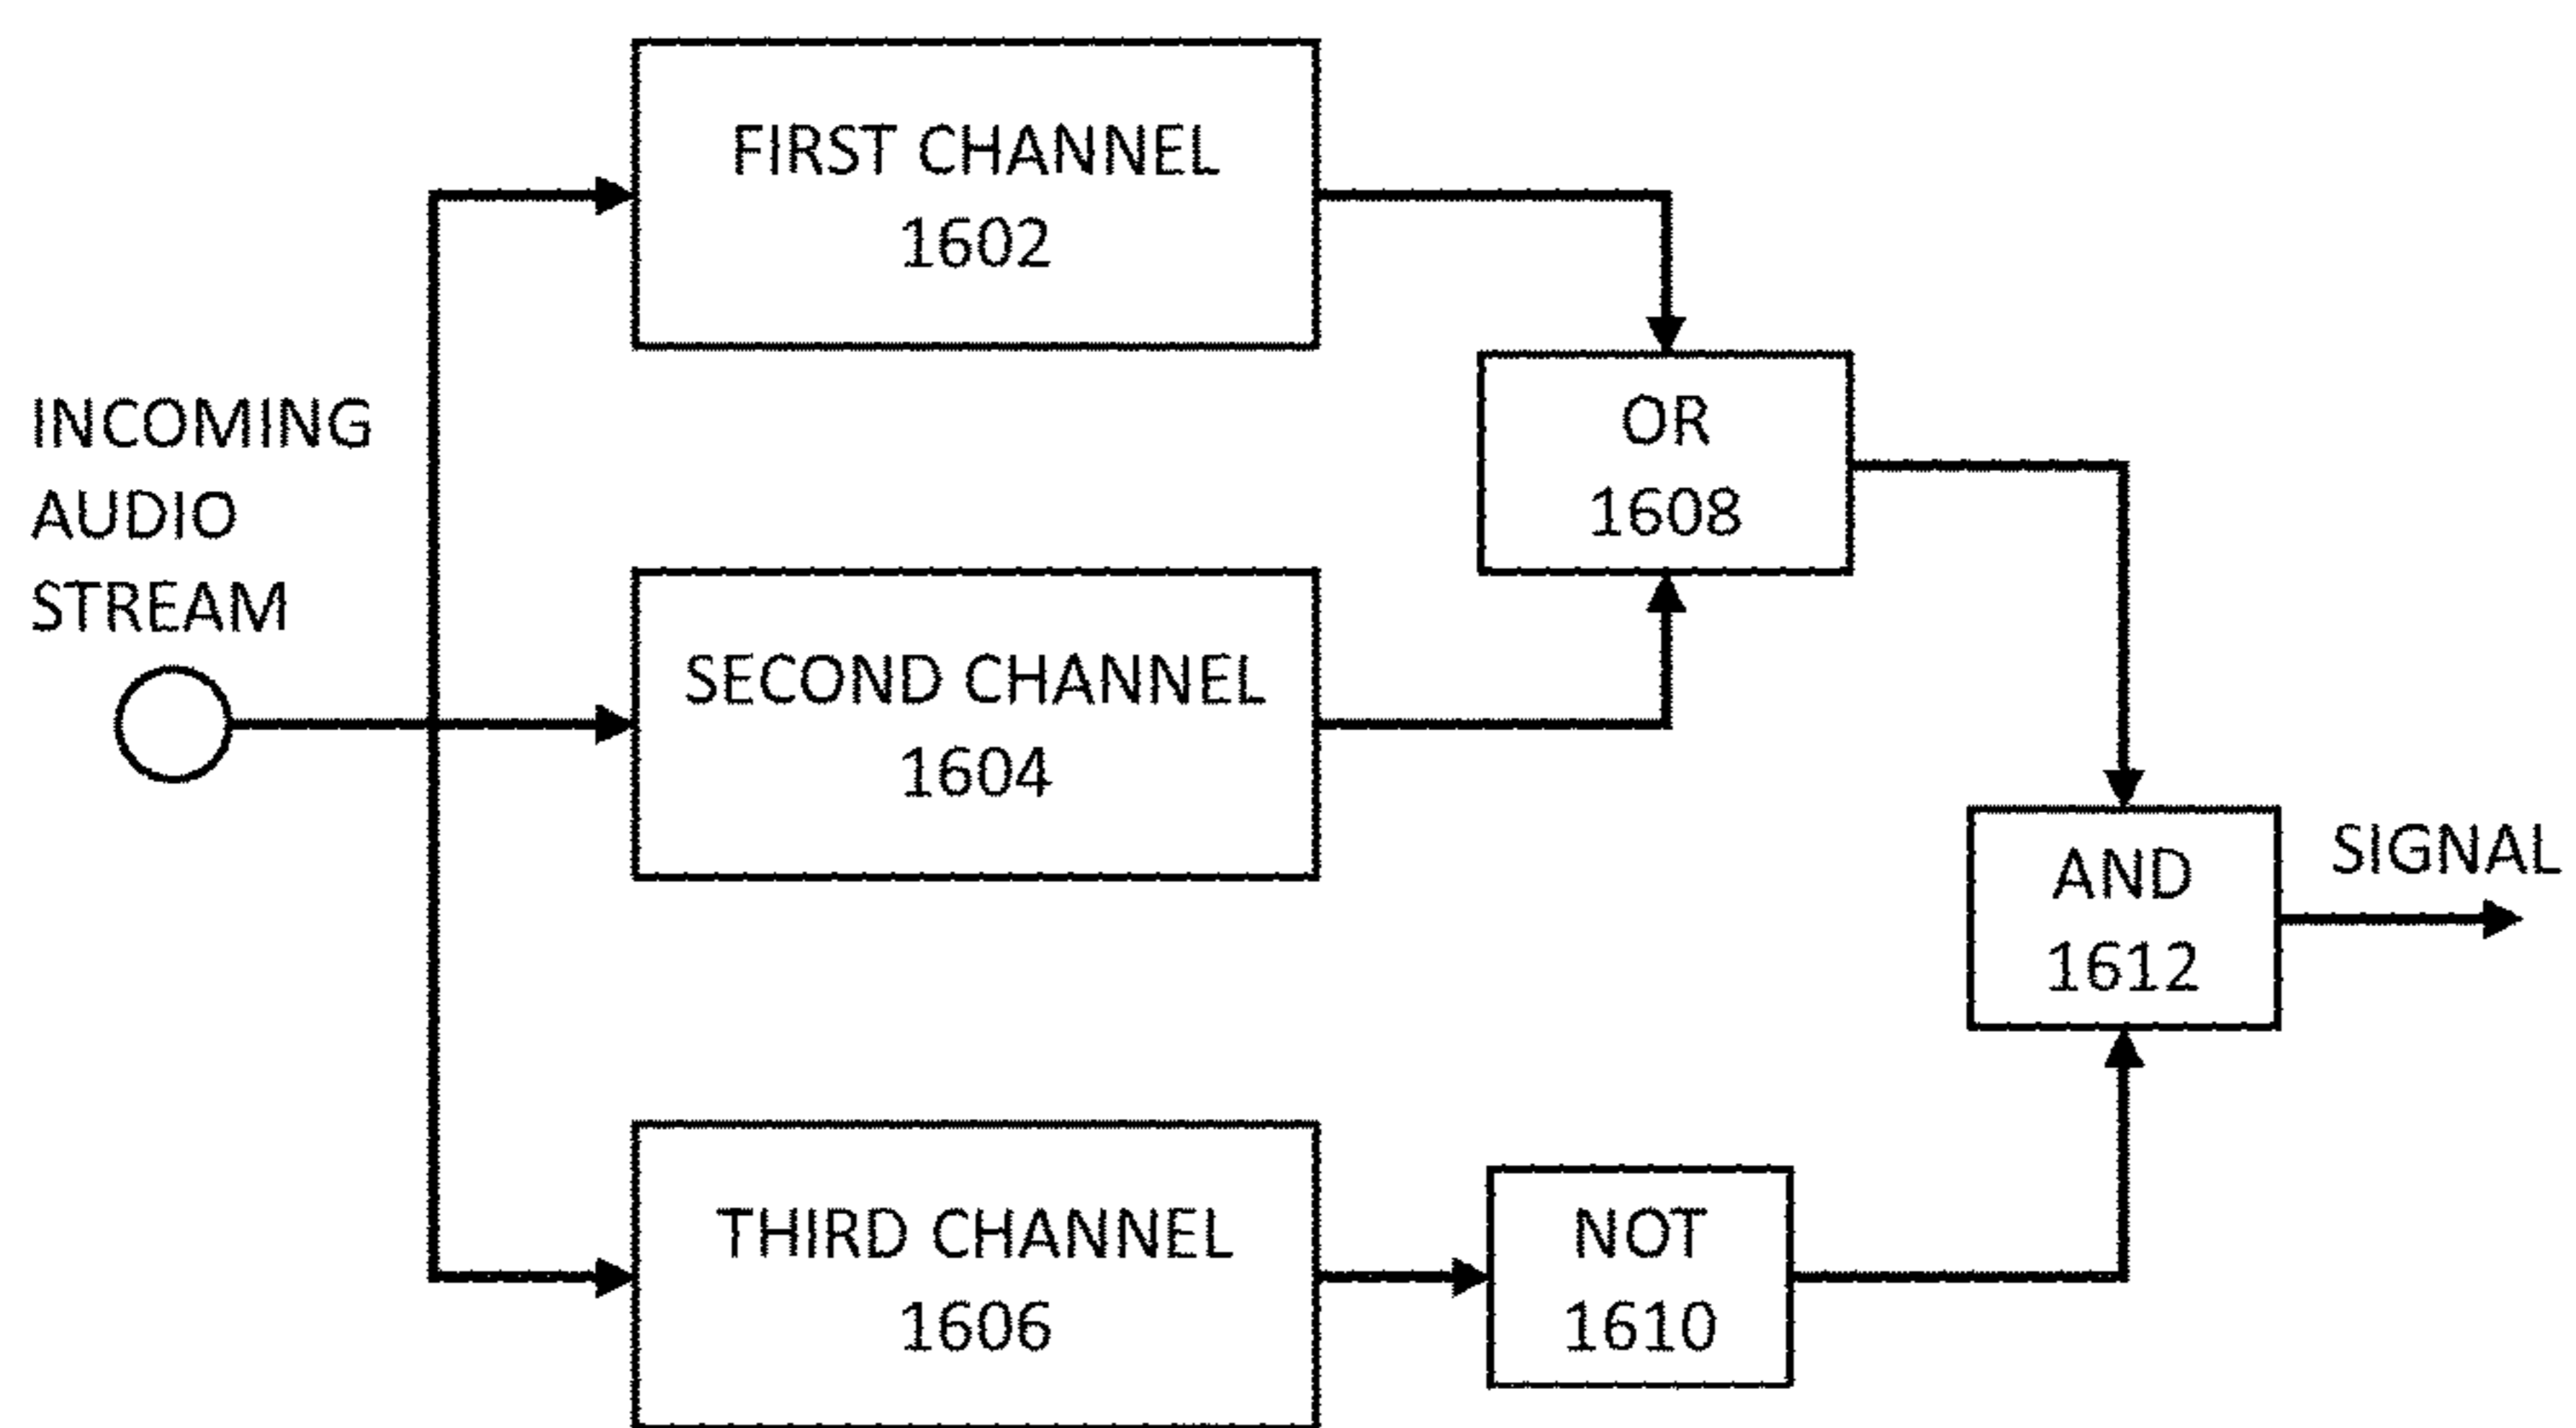 FIRST CHANNEL
1602
INCOMING
AUDIO
STREAM
OR
1608
SECOND CHANNEL
1604
AND
1612
SIGNAL
THIRD CHANNEL
1606
NOT
1610